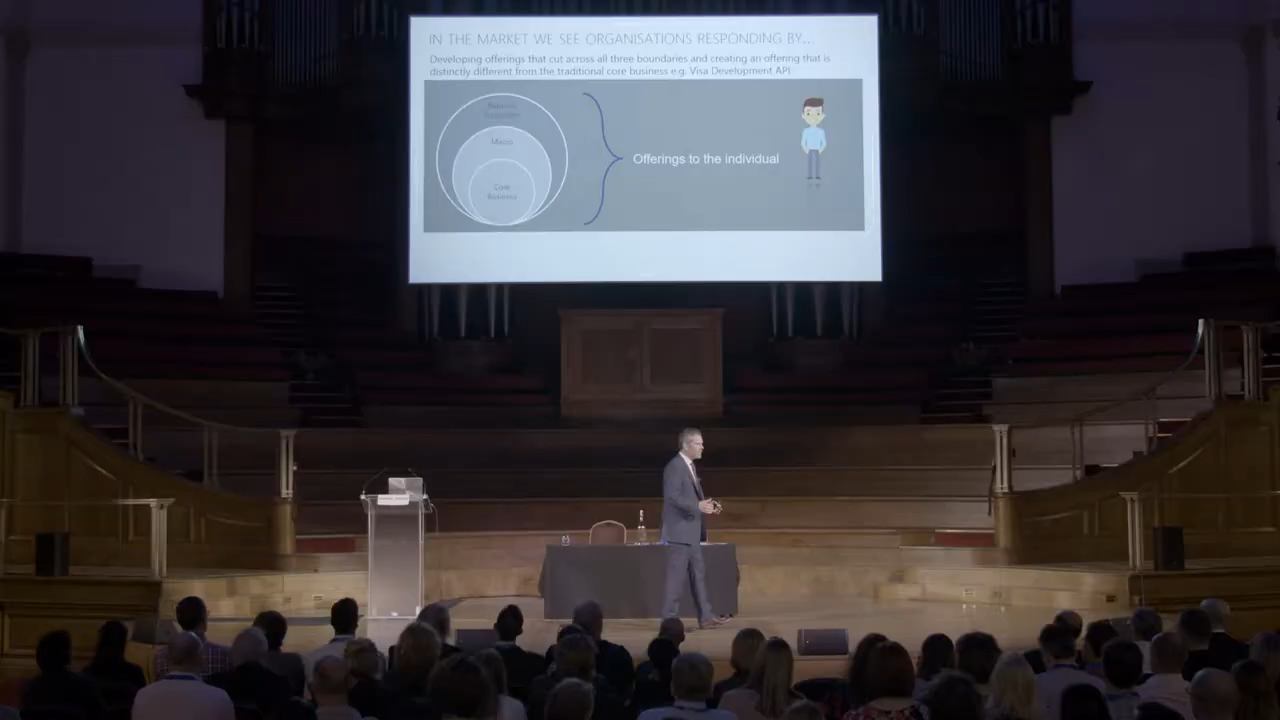 IN THE MARKET WE SEE ORGANISATIONS RESPONDING BY...
Developing offerings that cut across all three boundaries and creating an offering that is
distinctly different from the traditional core business e.g. Visa Development API
Macro
Core
Business
Offerings to the individual